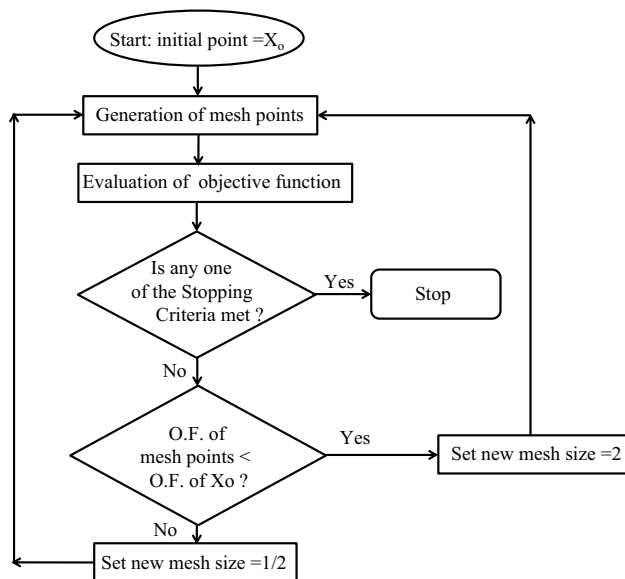 Start: initial point =Xo
Generation of mesh points
Evaluation of objective function
Is any one
of the Stopping
Criteria met ?
Yes
Stop
No
O.F. of
mesh points <
O.F. of Xo ?
Yes
Set new mesh size =2
No
Set new mesh size =1/2